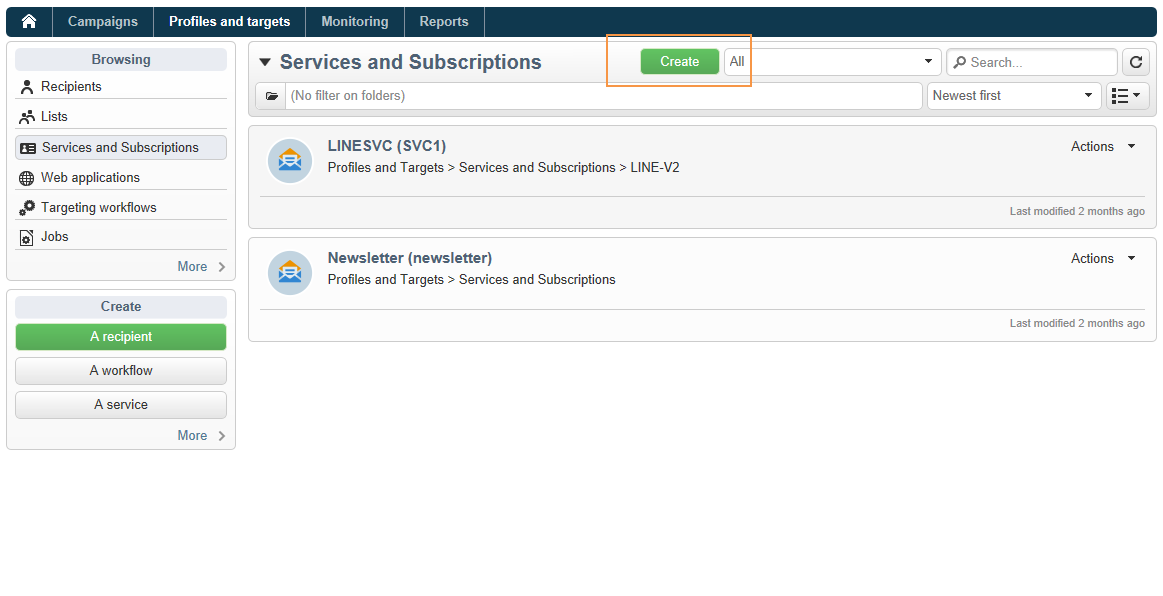 Campaigns Profiles and targets Monitoring Reports
Browsing
Recipients
Lists
Services and Subscriptions
Web applications
Targeting workflows
Jobs
More
Create
A recipient
A workflow
A service
More
Services and Subscriptions Create All Search...
(No filter on folders) Newest first
LINESVC (SVC1) Actions
Profiles and Targets > Services and Subscriptions > LINE-V2
Last modified 2 months ago
Newsletter (newsletter) Actions
Profiles and Targets > Services and Subscriptions
Last modified 2 months ago